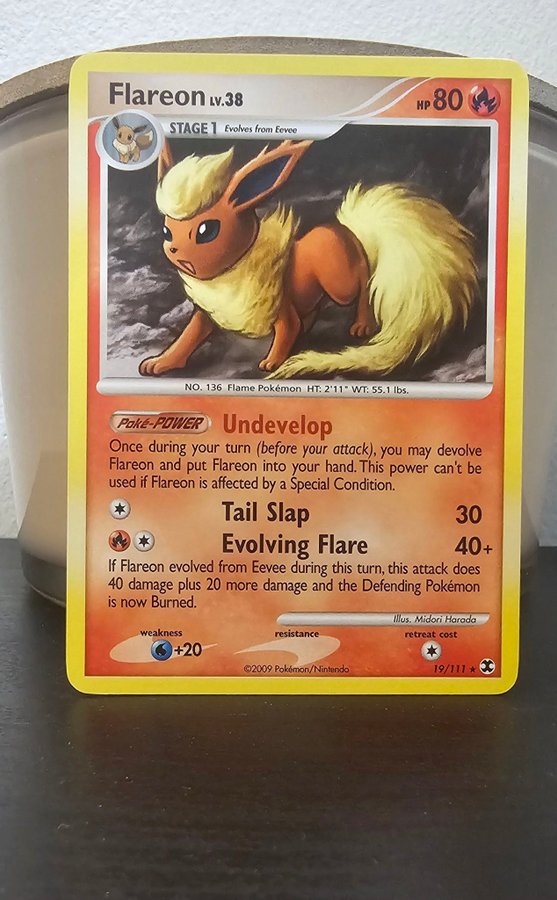 Flareon LV.38 HP 80
STAGE 1 Evolves from Eevee
NO. 136 Flame Pokémon HT: 2'11" WT: 55.1 lbs.
Poké-POWER Undevelop
Once during your turn (before your attack), you may devolve
Flareon and put Flareon into your hand. This power can't be
used if Flareon is affected by a Special Condition.
Tail Slap 30
Evolving Flare 40+
If Flareon evolved from Eevee during this turn, this attack does
40 damage plus 20 more damage and the Defending Pokémon
is now Burned.
Illus. Midori Harada
weakness resistance retreat cost
+20
©2009 Pokémon/Nintendo 19/111 ★